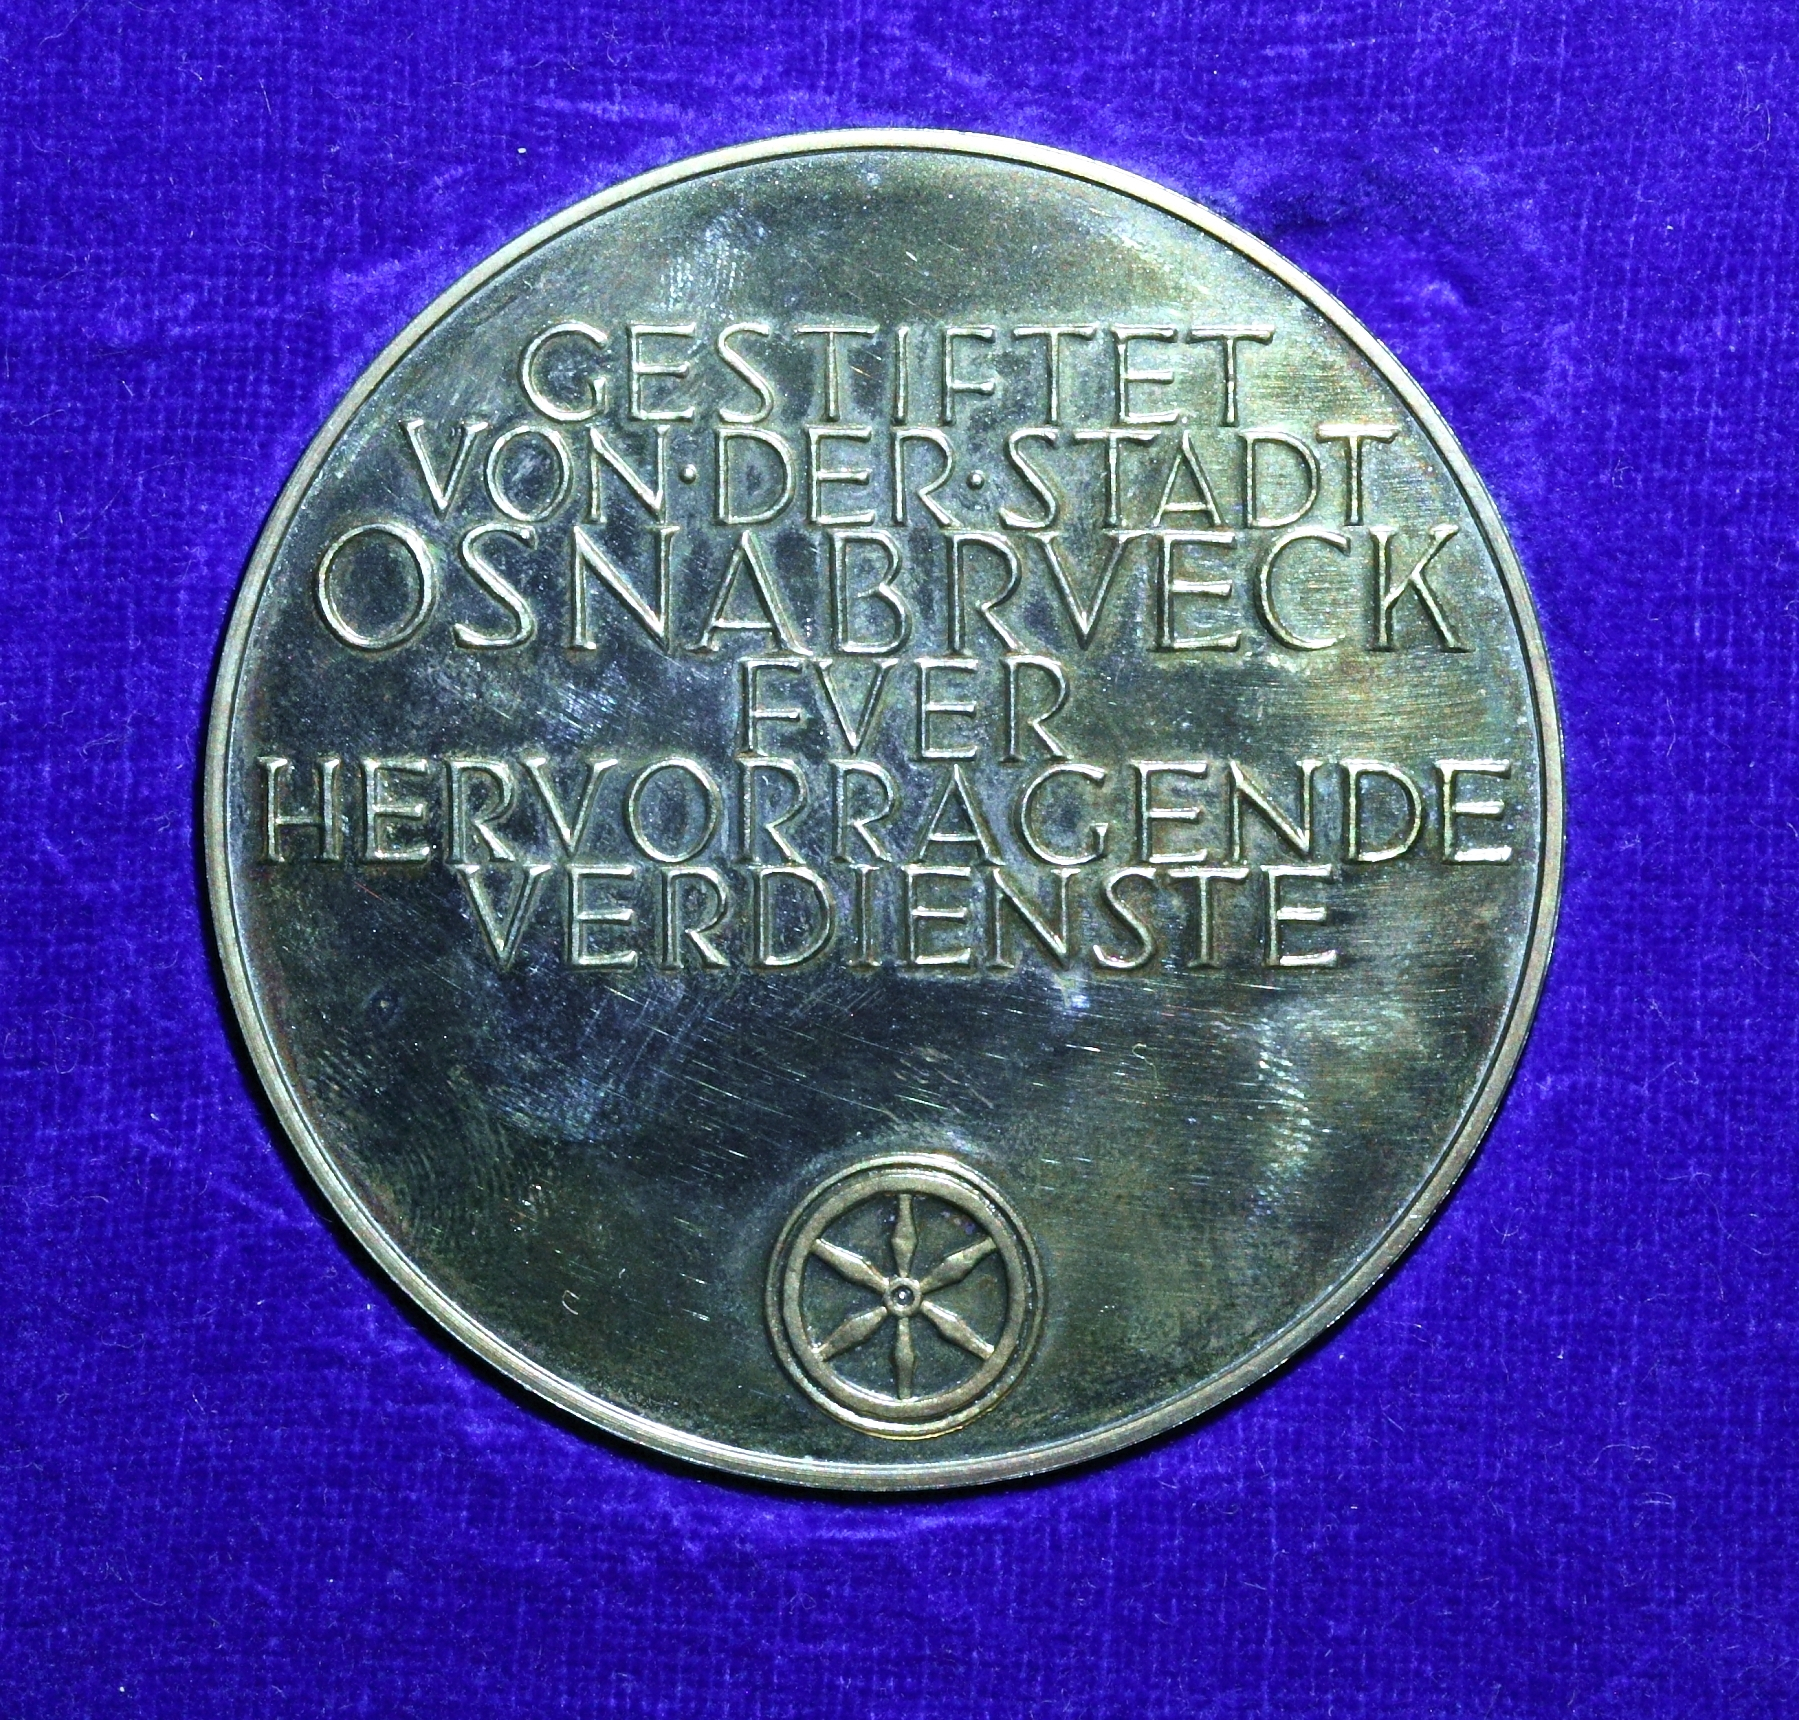 GESTIFTET
VON·DER·STADT
OSNABRVECK
FVER
HERVORRAGENDE
VERDIENSTE